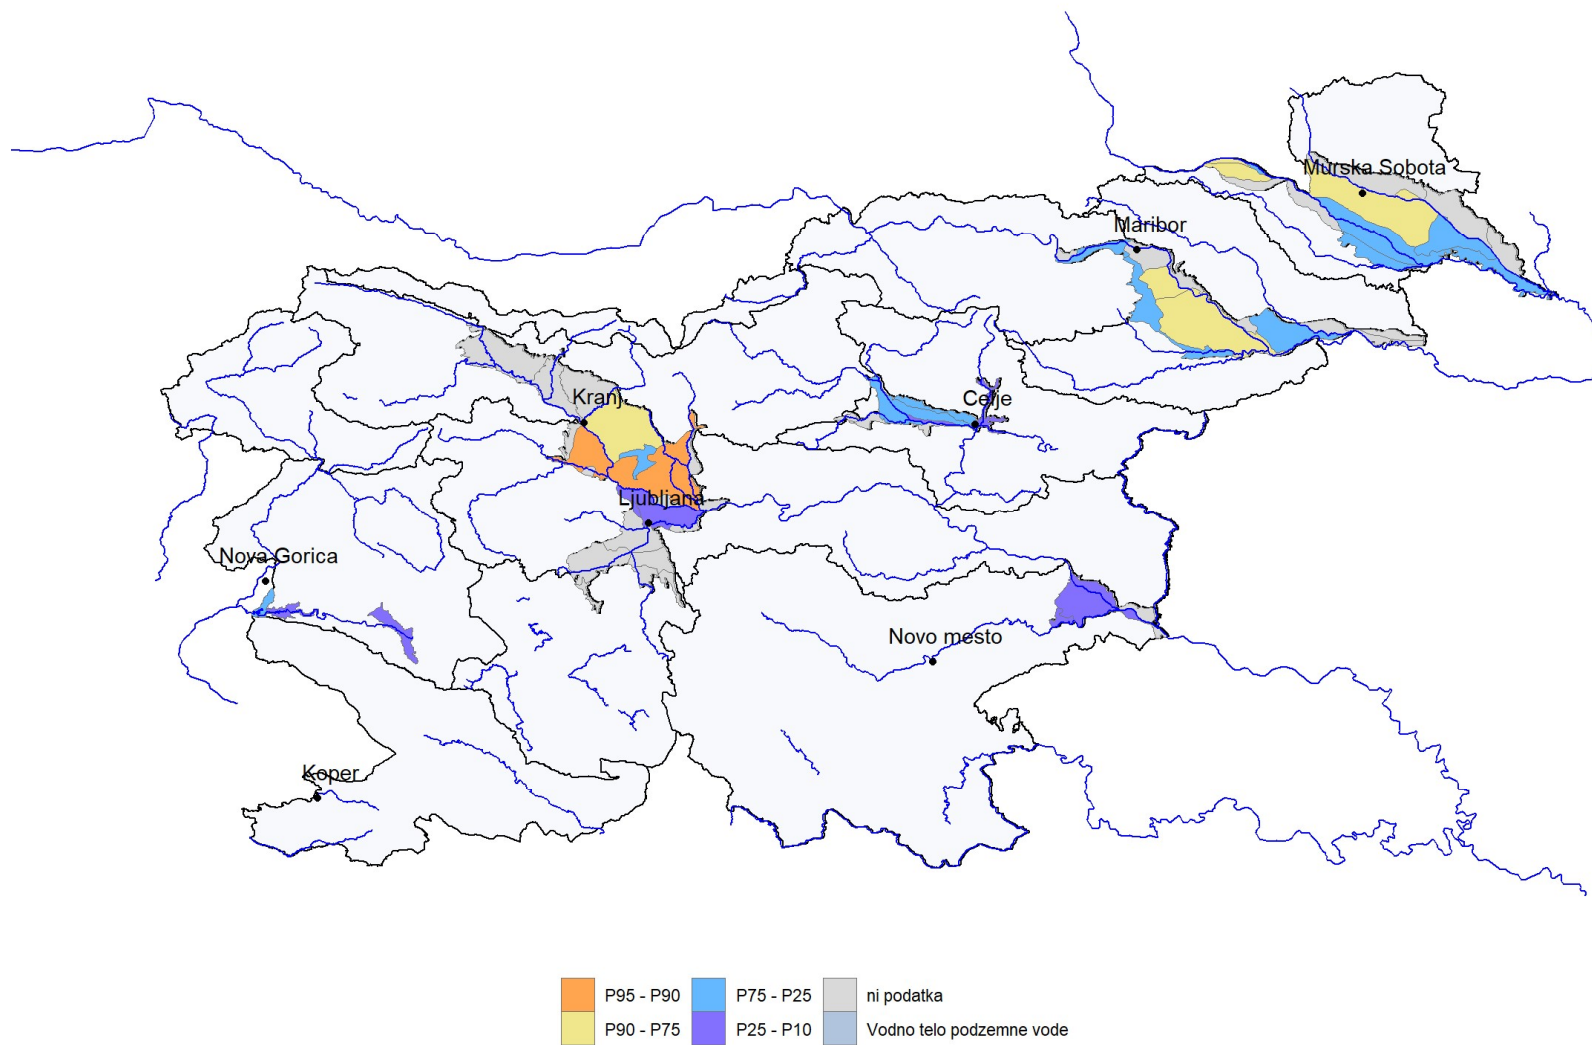 Murska Sobota
Maribor
Kranj
Celje
Ljubljana
Nova Gorica
Novo mesto
Koper
P95 - P90
P75 - P25
ni podatka
P90 - P75
P25 - P10
Vodno telo podzemne vode